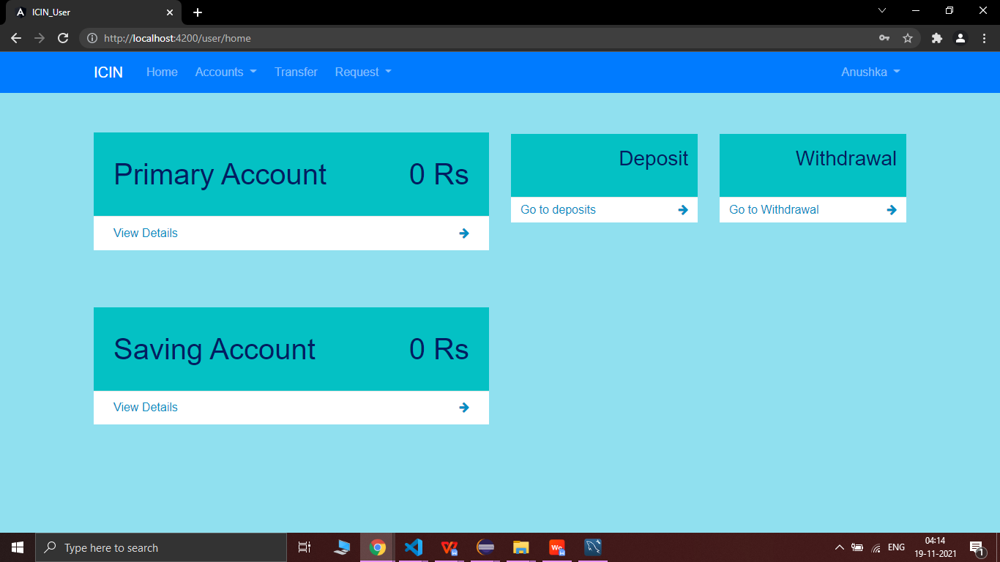 ICIN_User
http://localhost:4200/user/home
ICIN Home Accounts Transfer Request Anushka
Primary Account 0 Rs
View Details
Deposit
Go to deposits
Withdrawal
Go to Withdrawal
Saving Account 0 Rs
View Details
Type here to search
ENG
04:14
19-11-2021
1